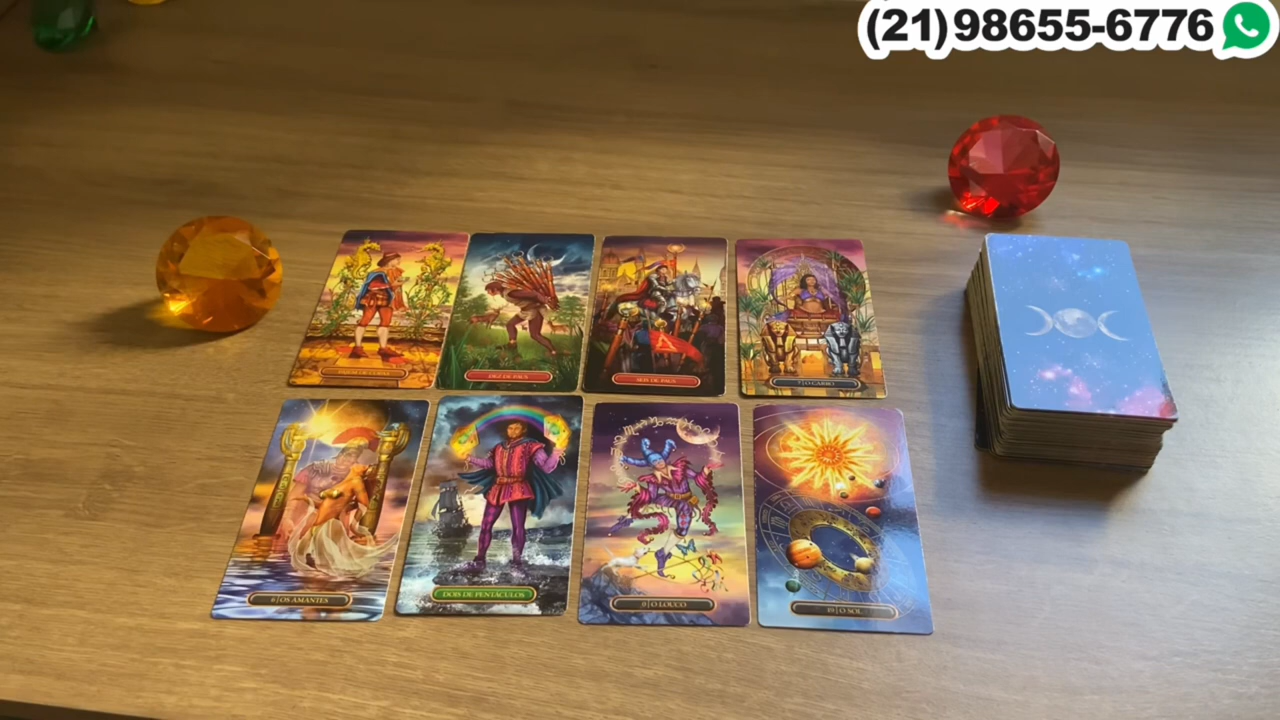 (21)98655-6776
DEZ DE PAUS
SEIS DE PAUS
7 | O CARRO
6 | OS AMANTES
DOIS DE PENTÁCULOS
0 | O LOUCO
19 | O SOL